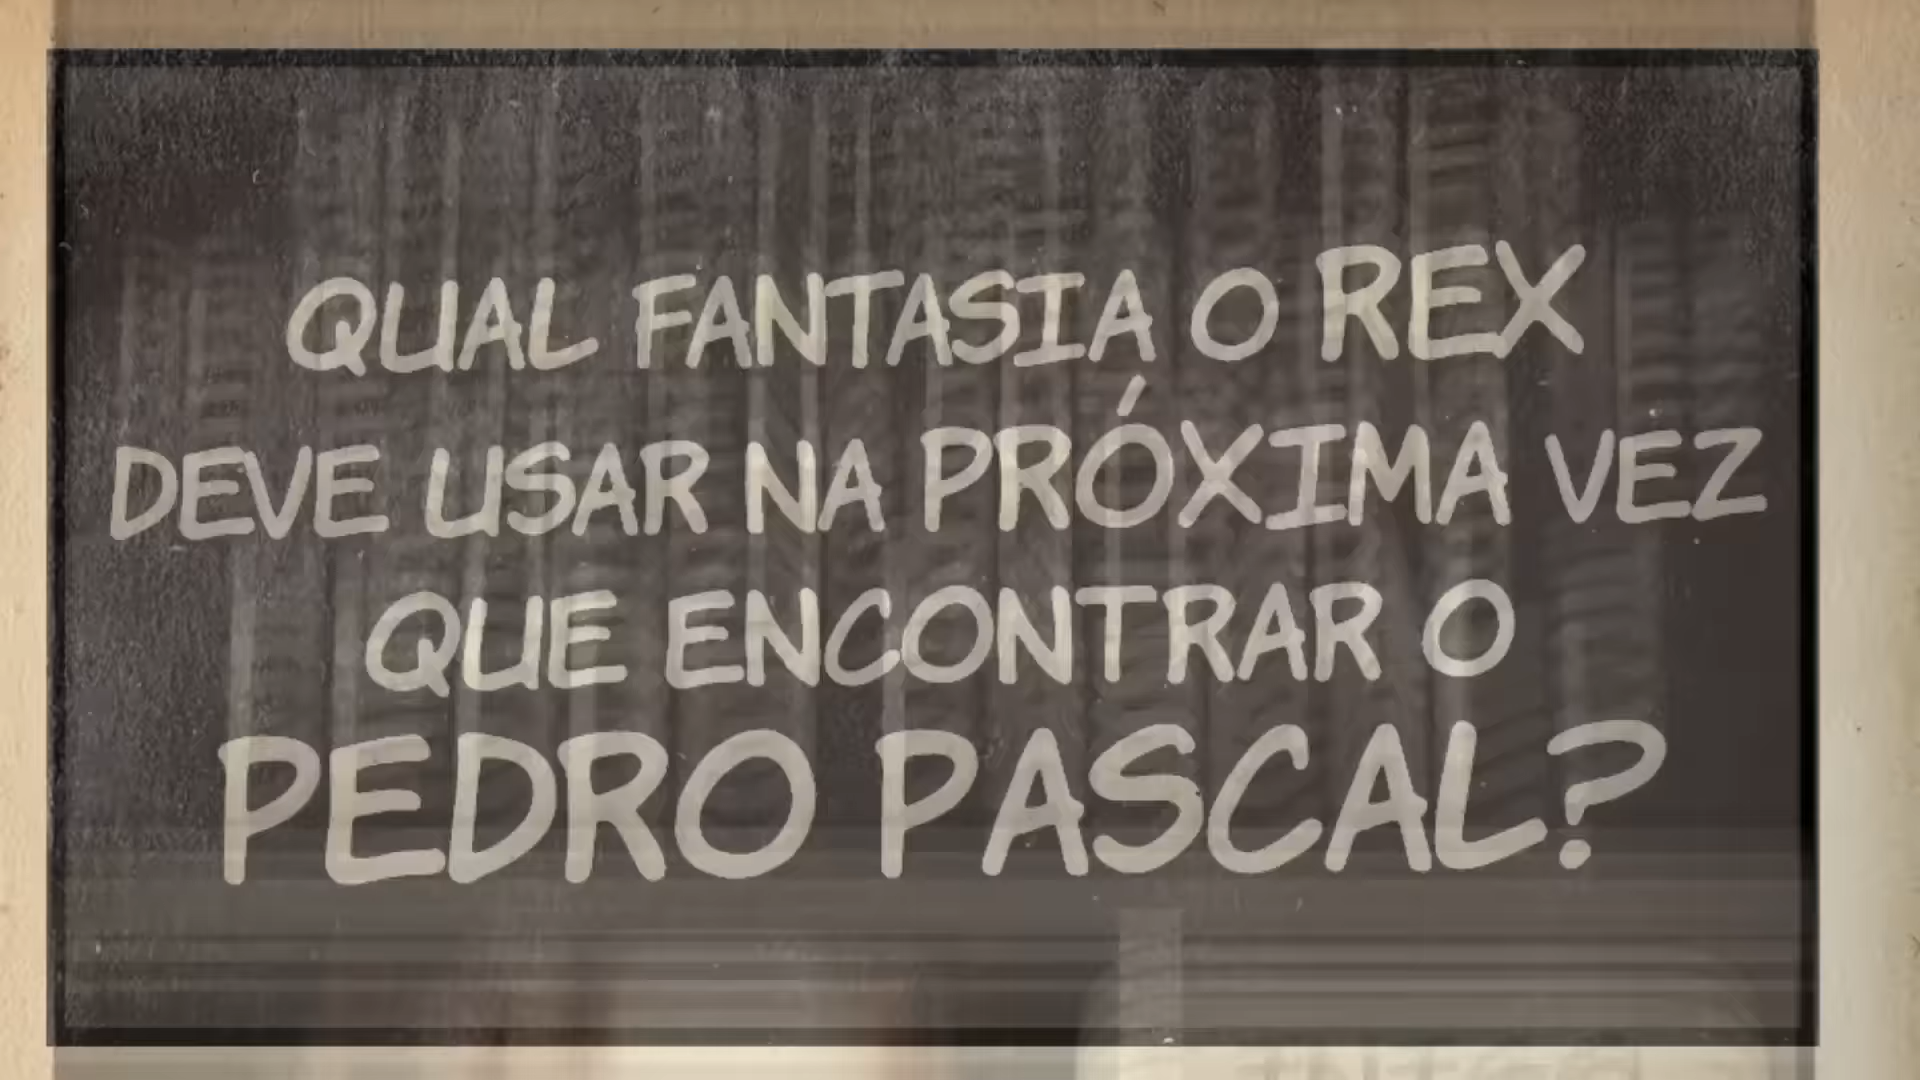 QUAL FANTASIA O REX
DEVE USAR NA PRÓXIMA VEZ
QUE ENCONTRAR O
PEDRO PASCAL?